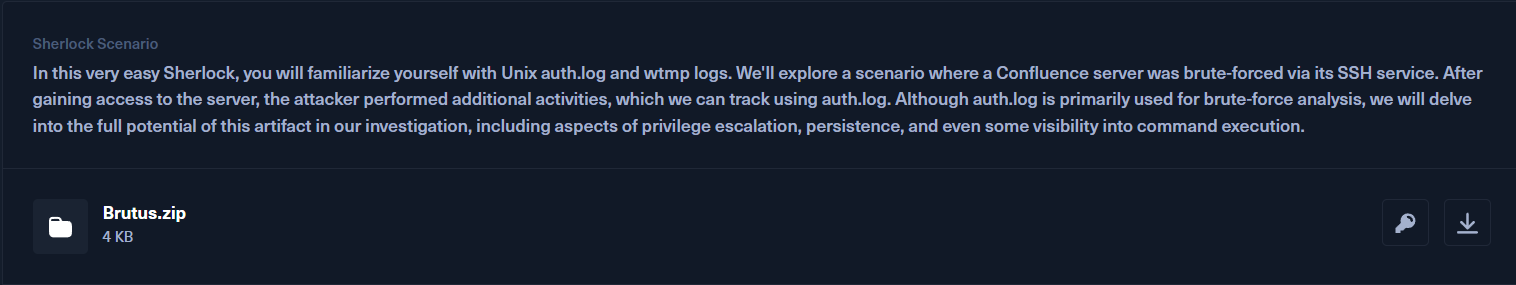 Sherlock Scenario
In this very easy Sherlock, you will familiarize yourself with Unix auth.log and wtmp logs. We'll explore a scenario where a Confluence server was brute-forced via its SSH service. After
gaining access to the server, the attacker performed additional activities, which we can track using auth.log. Although auth.log is primarily used for brute-force analysis, we will delve
into the full potential of this artifact in our investigation, including aspects of privilege escalation, persistence, and even some visibility into command execution.
Brutus.zip
4 KB